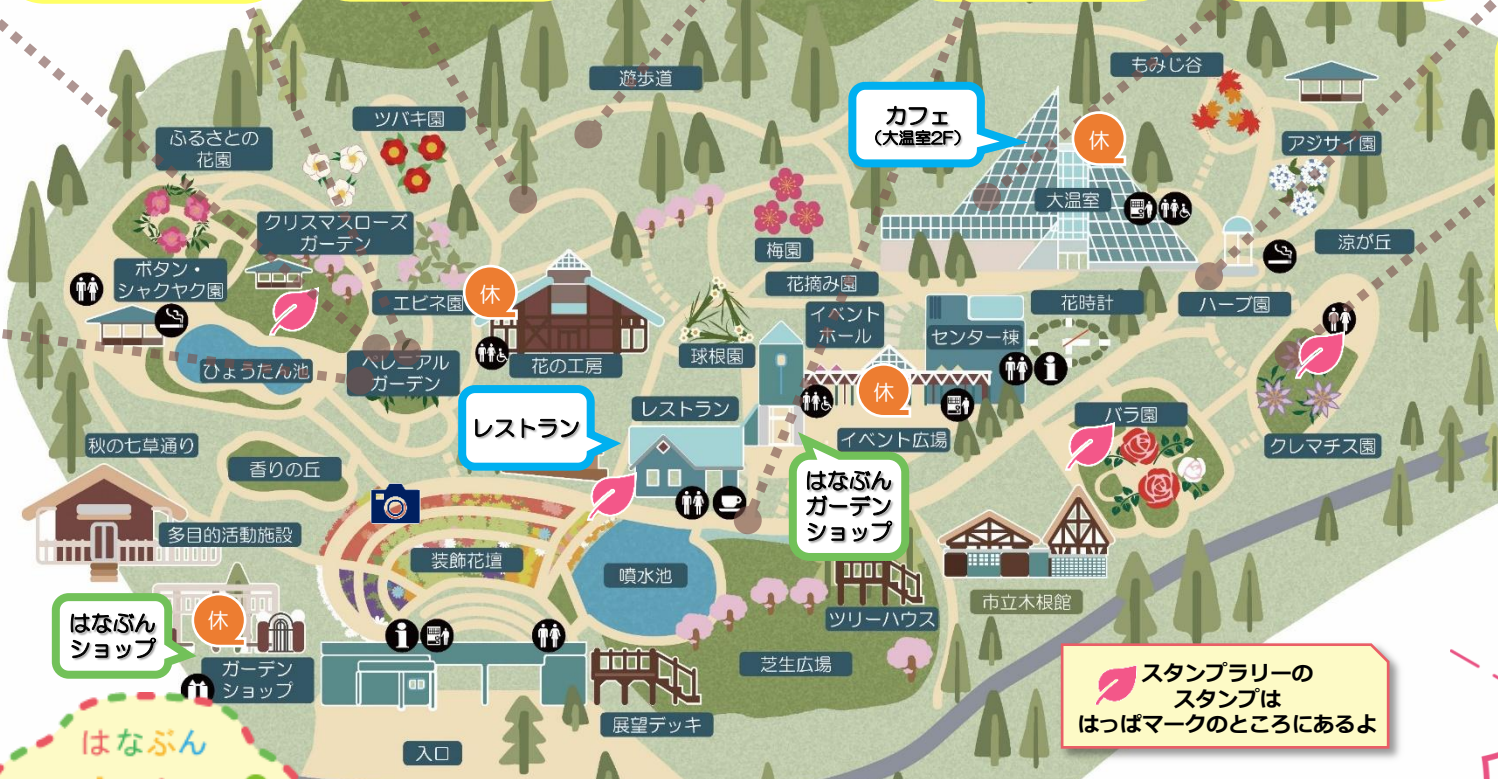 遊歩道
もみじ谷
ツバキ園
カフェ
(大温室2F)
休
ふるさとの
花園
アジサイ園
大温室
クリスマスローズ
ガーデン
涼が丘
梅園
ボタン・
シャクヤク園
エビネ園
休
花摘み園
花時計
ハーブ園
イベント
ホール
センター棟
球根園
花の工房
ひょうたん池
ペレニアル
ガーデン
休
レストラン
レストラン
バラ園
イベント広場
秋の七草通り
クレマチス園
香りの丘
はなぶん
ガーデン
ショップ
多目的活動施設
装飾花壇
噴水池
市立木根館
ツリーハウス
はなぶん
ショップ
休
ガーデン
ショップ
芝生広場
スタンプラリーの
スタンプは
はっぱマークのところにあるよ
展望デッキ
はなぶん
入口